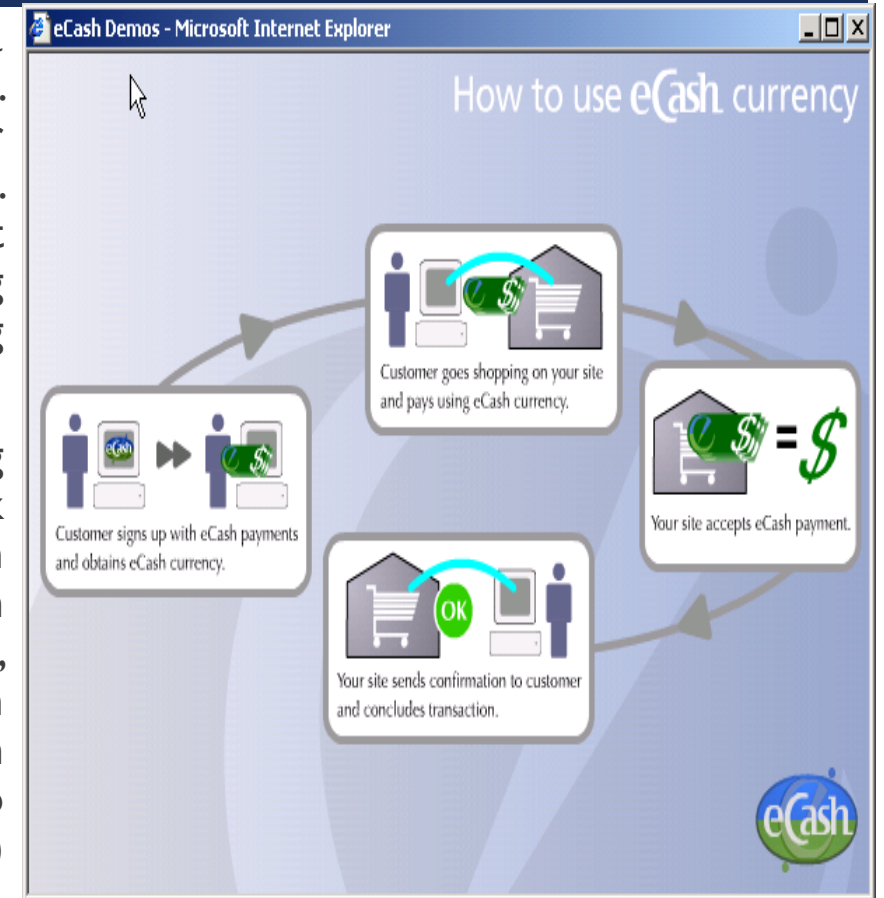 eCash Demos - Microsoft Internet Explorer
How to use eCash currency
Customer goes shopping on your site
and pays using eCash currency.
Customer signs up with eCash payments
and obtains eCash currency.
eCash
$
= $
Your site accepts eCash payment.
OK
Your site sends confirmation to customer
and concludes transaction.
eCash